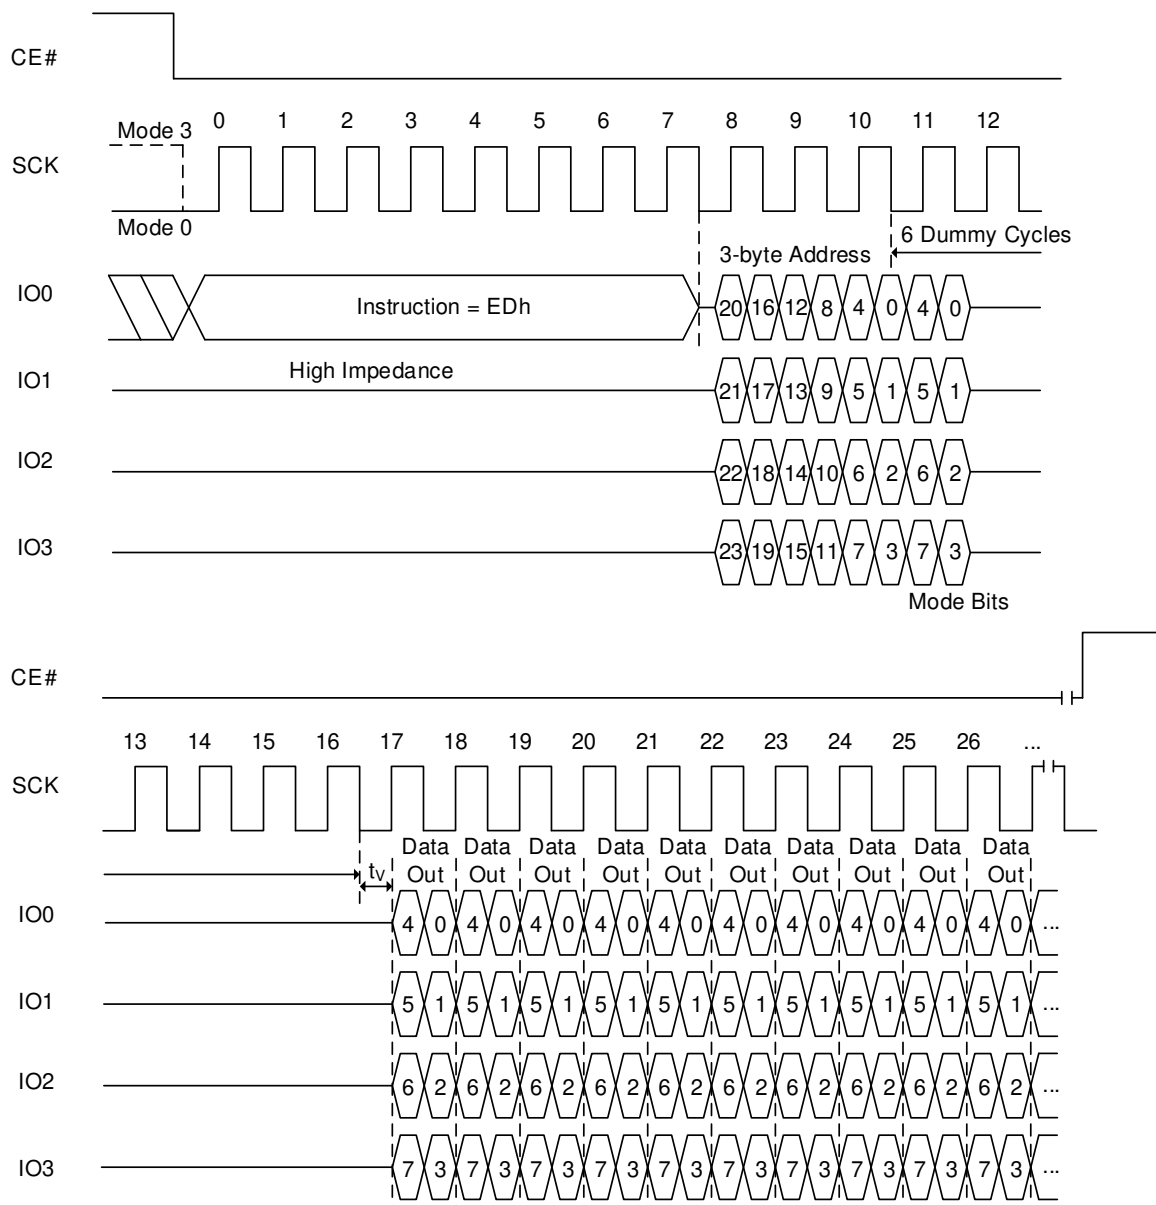 CE#
Mode 3 0 1 2 3 4 5 6 7 8 9 10 11 12
SCK
Mode 0
6 Dummy Cycles
3-byte Address
IO0 Instruction = EDh 20 16 12 8 4 0 4 0
High Impedance
IO1 21 17 13 9 5 1 5 1
IO2 22 18 14 10 6 2 6 2
IO3 23 19 15 11 7 3 7 3
Mode Bits
CE#
13 14 15 16 17 18 19 20 21 22 23 24 25 26 ...
SCK
Data Data Data Data Data Data Data Data Data Data
tV Out Out Out Out Out Out Out Out Out Out
IO0 4 0 4 0 4 0 4 0 4 0 4 0 4 0 4 0 4 0 4 0 ...
IO1 5 1 5 1 5 1 5 1 5 1 5 1 5 1 5 1 5 1 5 1 ...
IO2 6 2 6 2 6 2 6 2 6 2 6 2 6 2 6 2 6 2 6 2 ...
IO3 7 3 7 3 7 3 7 3 7 3 7 3 7 3 7 3 7 3 7 3 ...